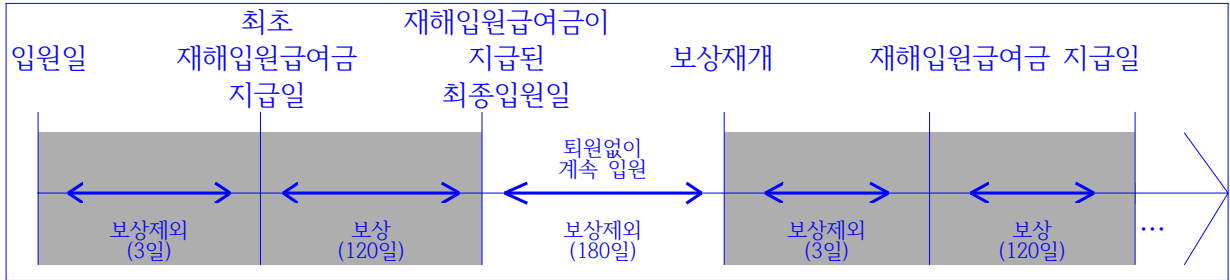 입원일
최초
재해입원급여금
지급일
재해입원급여금이
지급된
최종입원일
보상재개
재해입원급여금 지급일
퇴원없이
계속 입원
보상제외
(3일)
보상
(120일)
보상제외
(180일)
보상제외
(3일)
보상
(120일)
…